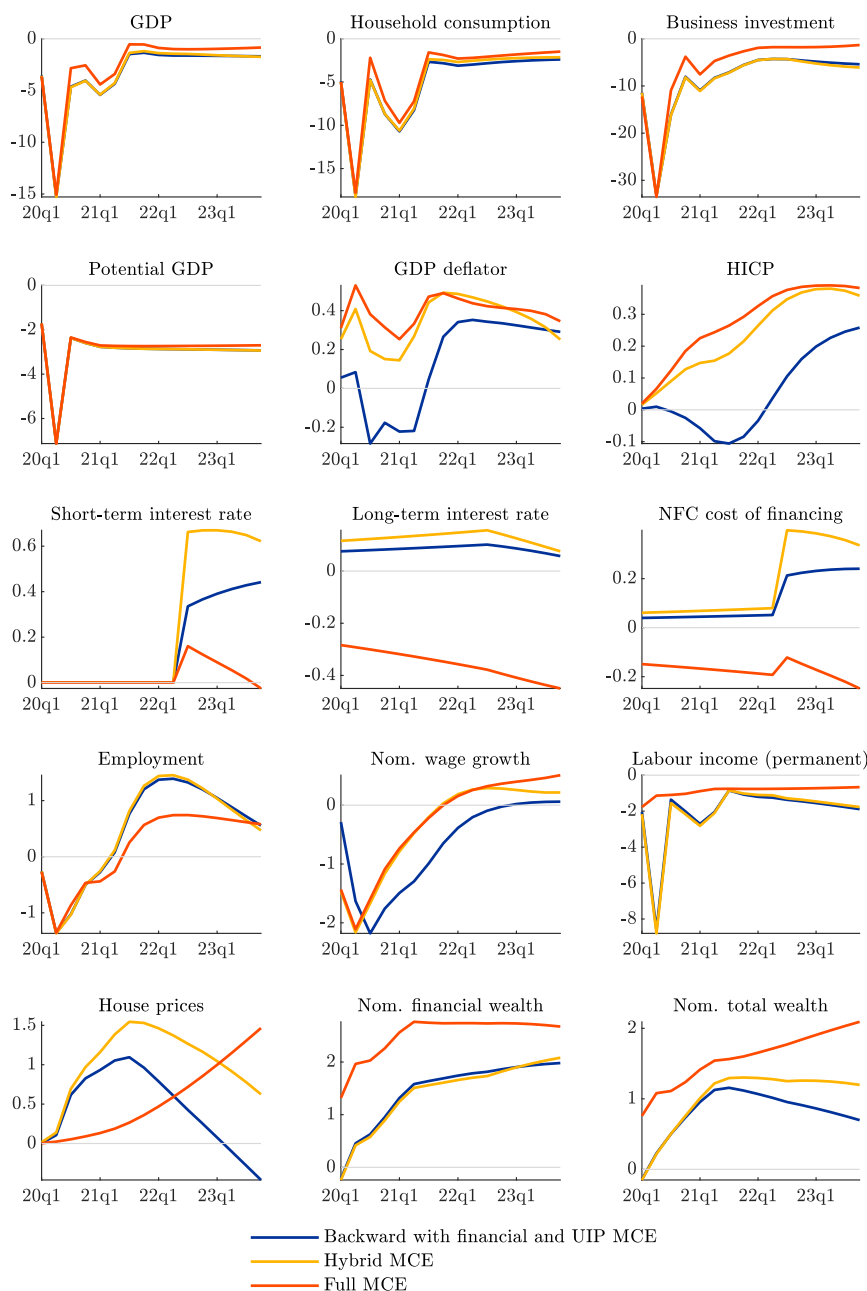 GDP
Household consumption
Business investment
0
-5
-10
-15
20q1 21q1 22q1 23q1
0
-5
-10
-15
20q1 21q1 22q1 23q1
0
-10
-20
-30
20q1 21q1 22q1 23q1
Potential GDP
GDP deflator
HICP
0
-2
-4
-6
20q1 21q1 22q1 23q1
0.4
0.2
0
-0.2
20q1 21q1 22q1 23q1
0.3
0.2
0.1
0
-0.1
20q1 21q1 22q1 23q1
Short-term interest rate
Long-term interest rate
NFC cost of financing
0.6
0.4
0.2
0
20q1 21q1 22q1 23q1
0
-0.2
-0.4
20q1 21q1 22q1 23q1
0.2
0
-0.2
20q1 21q1 22q1 23q1
Employment
Nom. wage growth
Labour income (permanent)
1
0
-1
20q1 21q1 22q1 23q1
0
-1
-2
20q1 21q1 22q1 23q1
0
-2
-4
-6
-8
20q1 21q1 22q1 23q1
House prices
Nom. financial wealth
Nom. total wealth
1.5
1
0.5
0
20q1 21q1 22q1 23q1
2
1
0
20q1 21q1 22q1 23q1
2
1
0
20q1 21q1 22q1 23q1
Backward with financial and UIP MCE
Hybrid MCE
Full MCE